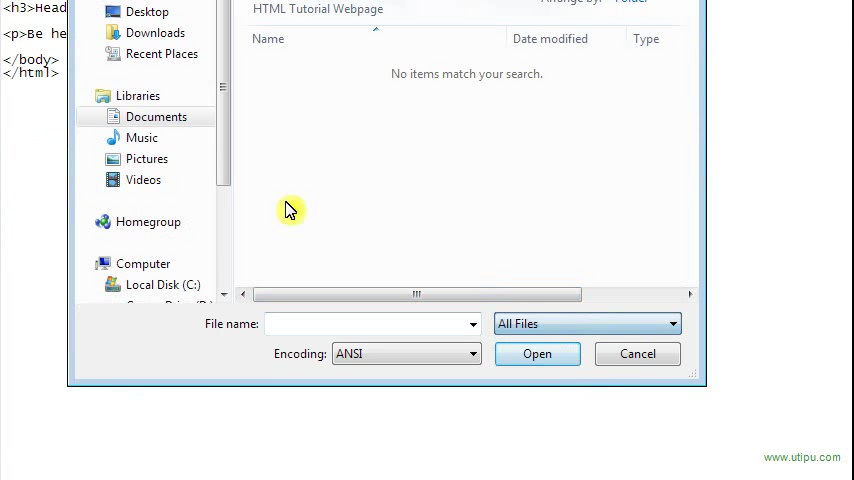 <h3>Head
<p>Be he
</body>
</html>
Desktop
Downloads
Recent Places
Libraries
Documents
Music
Pictures
Videos
Homegroup
Computer
Local Disk (C:)
HTML Tutorial Webpage
Folder
Name
Date modified
Type
No items match your search.
File name:
All Files
Encoding:
ANSI
Open
Cancel
www.utipu.com